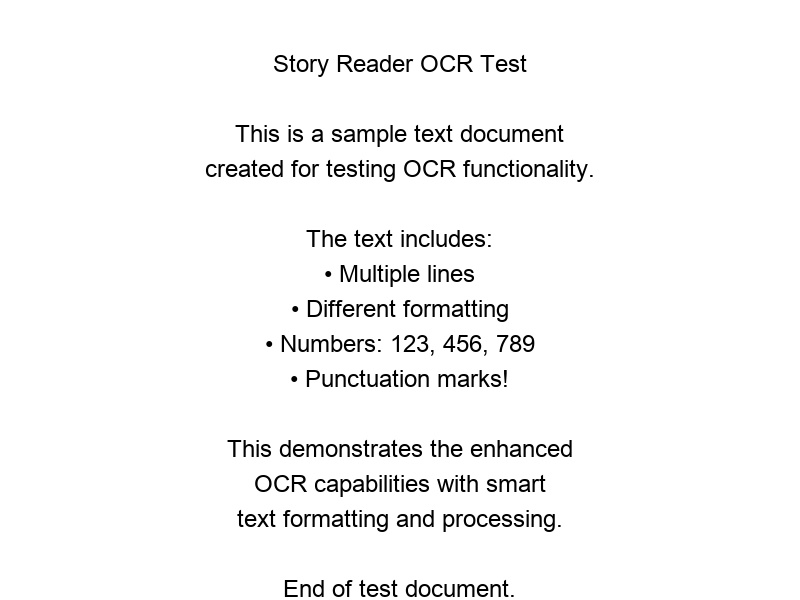 Story Reader OCR Test
This is a sample text document
created for testing OCR functionality.
The text includes:
• Multiple lines
• Different formatting
• Numbers: 123, 456, 789
• Punctuation marks!
This demonstrates the enhanced
OCR capabilities with smart
text formatting and processing.
End of test document.